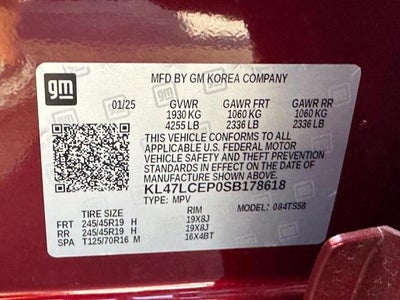 gm
MFD BY GM KOREA COMPANY
01/25 GVWR GAWR FRT GAWR RR
1930 KG 1060 KG 1060 KG
4255 LB 2336 LB 2336 LB
THIS VEHICLE CONFORMS TO ALL
APPLICABLE U.S. FEDERAL MOTOR
VEHICLE SAFETY, BUMPER, AND
THEFT PREVENTION STANDARDS IN
EFFECT ON THE DATE OF
MANUFACTURE SHOWN ABOVE.
KL47LCEP0SB178618
TYPE: MPV MODEL: 084TS58
TIRE SIZE RIM
FRT 245/45R19 H 19X8J
RR 245/45R19 H 19X8J
SPA T125/70R16 M 16X4BT